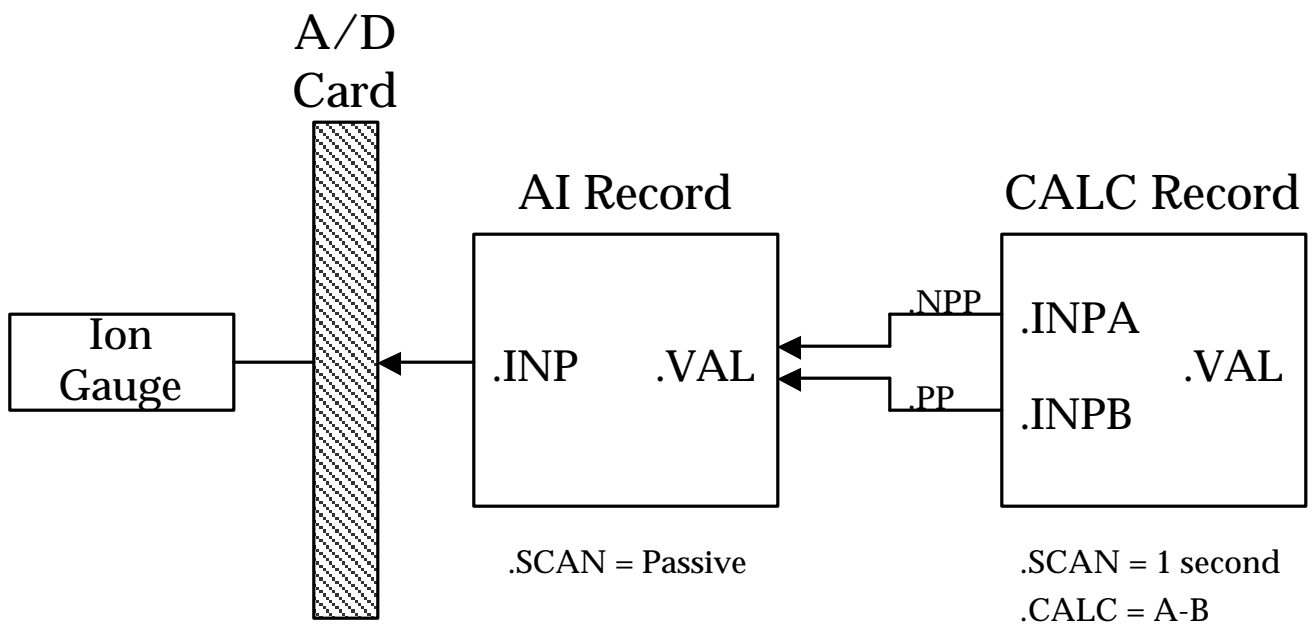 A/D
Card
AI Record
CALC Record
Ion
Gauge
.INP
.VAL
.NPP
.PP
.INPA
.INPB
.VAL
.SCAN = Passive
.SCAN = 1 second
.CALC = A-B